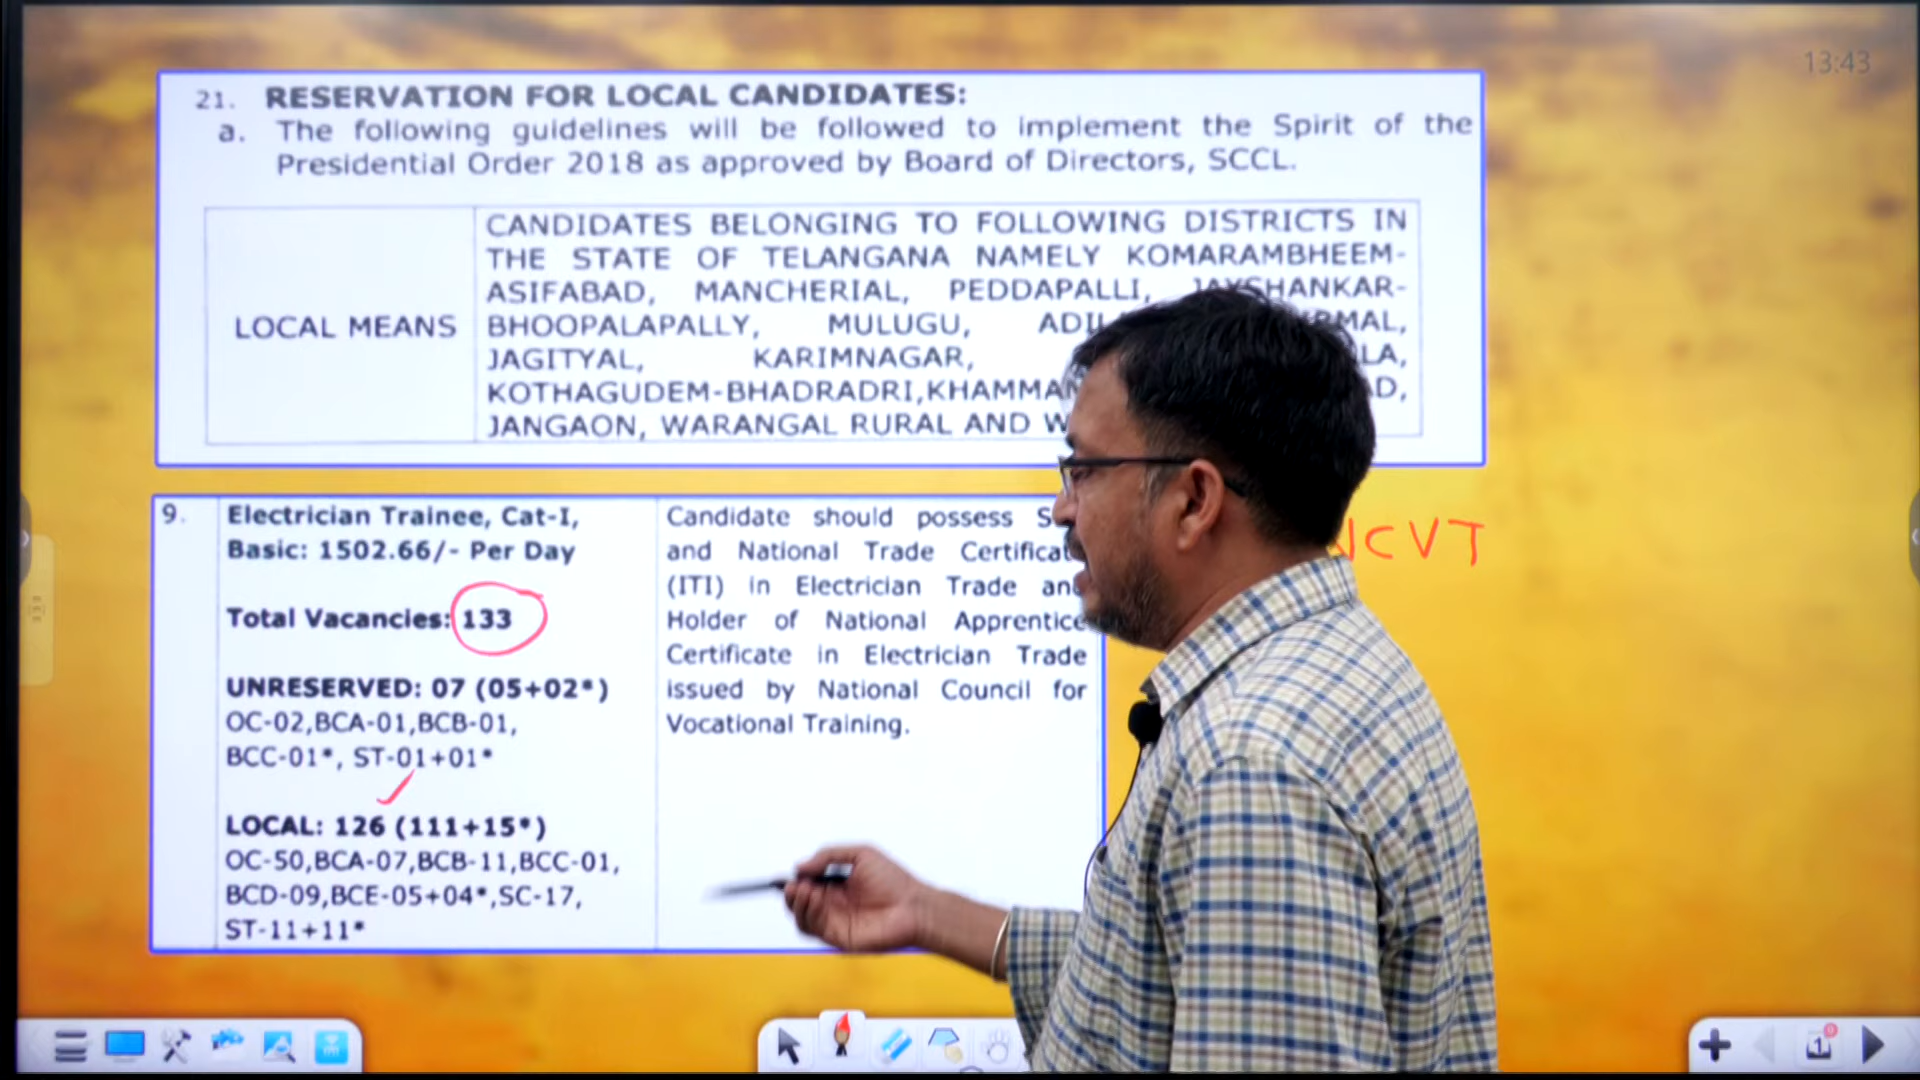 13:43
21. RESERVATION FOR LOCAL CANDIDATES:
a. The following guidelines will be followed to implement the Spirit of the
Presidential Order 2018 as approved by Board of Directors, SCCL.
LOCAL MEANS
CANDIDATES BELONGING TO FOLLOWING DISTRICTS IN
THE STATE OF TELANGANA NAMELY KOMARAMBHEEM-
ASIFABAD, MANCHERIAL, PEDDAPALLI, JAYSHANKAR-
BHOOPALAPALLY, MULUGU,
JAGITYAL, KARIMNAGAR,
KOTHAGUDEM-BHADRADRI,
JANGAON, WARANGAL RURAL AND
9.
Electrician Trainee, Cat-I,
Basic: 1502.66/- Per Day
Total Vacancies: 133
UNRESERVED: 07 (05+02*)
OC-02,BCA-01,BCB-01,
BCC-01*, ST-01+01*
LOCAL: 126 (111+15*)
OC-50,BCA-07,BCB-11,BCC-01,
BCD-09,BCE-05+04*,SC-17,
ST-11+11*
Candidate should possess
and National Trade
(ITI) in Electrician Trade
Holder of National Apprentice
Certificate in Electrician Trade
issued by National Council for
Vocational Training.
NCVT
1